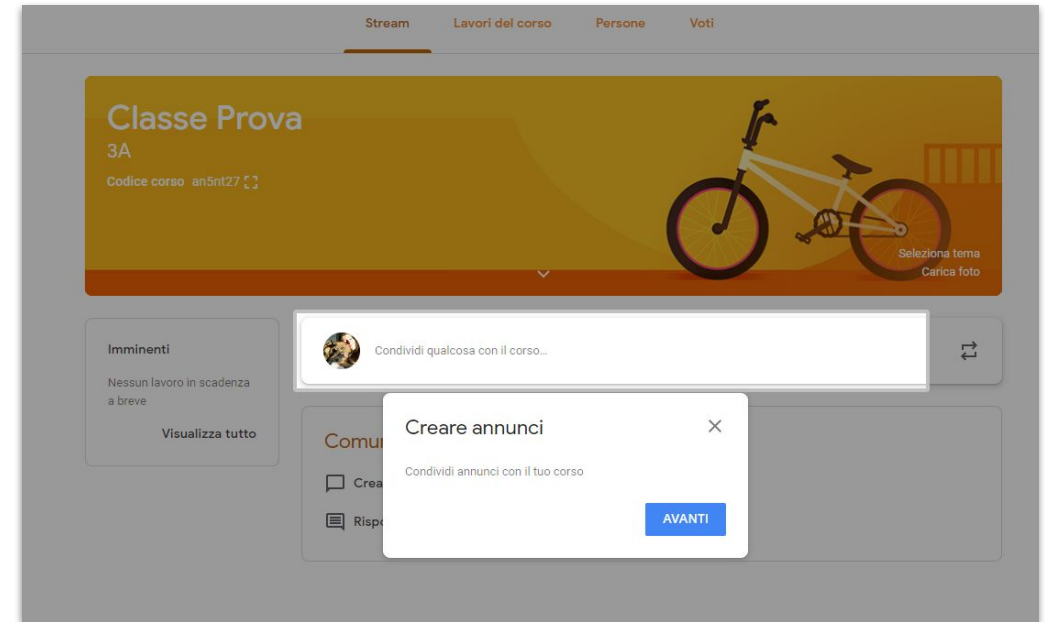 Stream Lavori del corso Persone Voti
Classe Prova
3A
Codice corso an5nt27
Seleziona tema
Carica foto
Imminenti
Nessun lavoro in scadenza
a breve
Visualizza tutto
Condividi qualcosa con il corso...
Creare annunci
Condividi annunci con il tuo corso
AVANTI